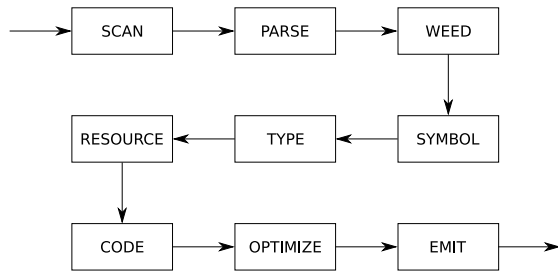 SCAN
PARSE
WEED
RESOURCE
TYPE
SYMBOL
CODE
OPTIMIZE
EMIT